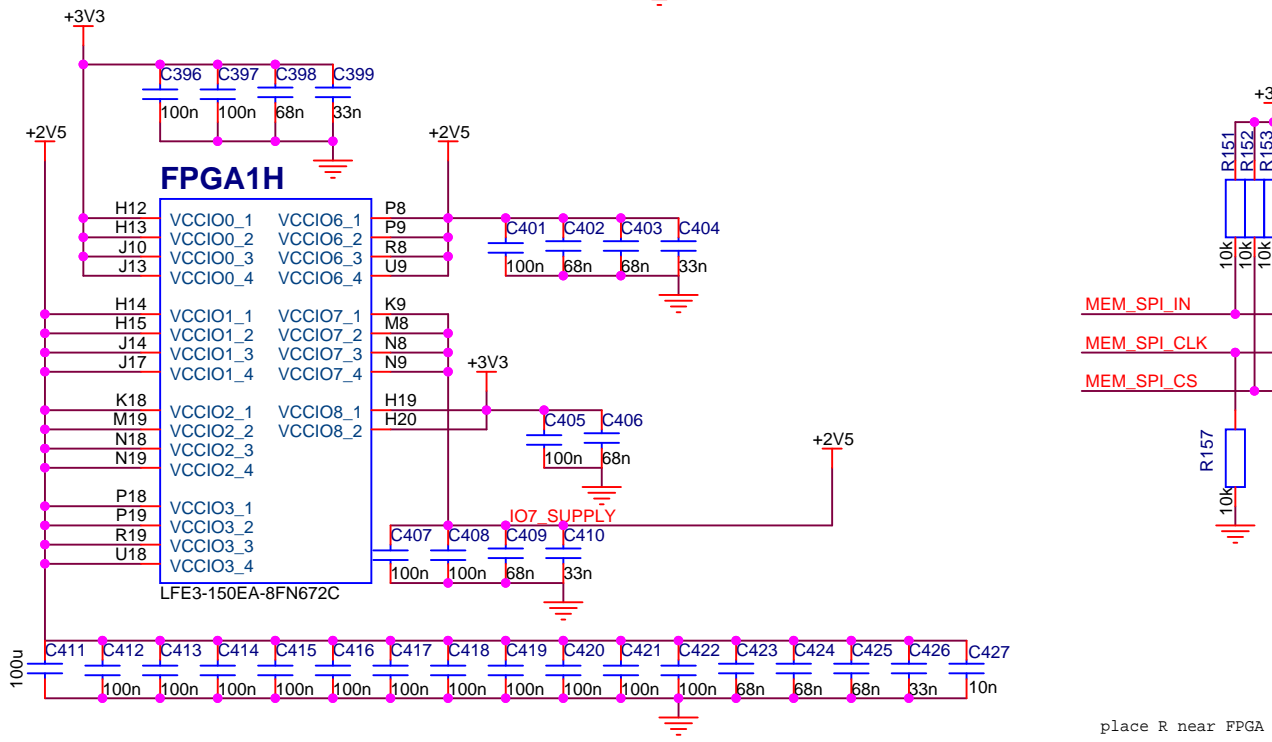 +3V3
C396 C397 C398 C399
100n 100n 68n 33n
+2V5
+2V5
FPGA1H
H12 VCCIO0_1 VCCIO6_1 P8
H13 VCCIO0_2 VCCIO6_2 P9
J10 VCCIO0_3 VCCIO6_3 R8
J13 VCCIO0_4 VCCIO6_4 U9
C401 C402 C403 C404
100n 68n 68n 33n
H14 VCCIO1_1 VCCIO7_1 K9
H15 VCCIO1_2 VCCIO7_2 M8
J14 VCCIO1_3 VCCIO7_3 N8
J17 VCCIO1_4 VCCIO7_4 N9
+3V3
K18 VCCIO2_1 VCCIO8_1 H19
M19 VCCIO2_2 VCCIO8_2 H20
N18 VCCIO2_3
N19 VCCIO2_4
C405 C406
100n 68n
+2V5
P18 VCCIO3_1
P19 VCCIO3_2
R19 VCCIO3_3
U18 VCCIO3_4
IO7_SUPPLY
C407 C408 C409 C410
100n 100n 68n 33n
LFE3-150EA-8FN672C
C411 C412 C413 C414 C415 C416 C417 C418 C419 C420 C421 C422 C423 C424 C425 C426 C427
100u 100n 100n 100n 100n 100n 100n 100n 100n 100n 100n 100n 68n 68n 68n 33n 10n
+3
R151 R152 R153
10k 10k 10k
MEM_SPI_IN
MEM_SPI_CLK
MEM_SPI_CS
R157
10k
place R near FPGA